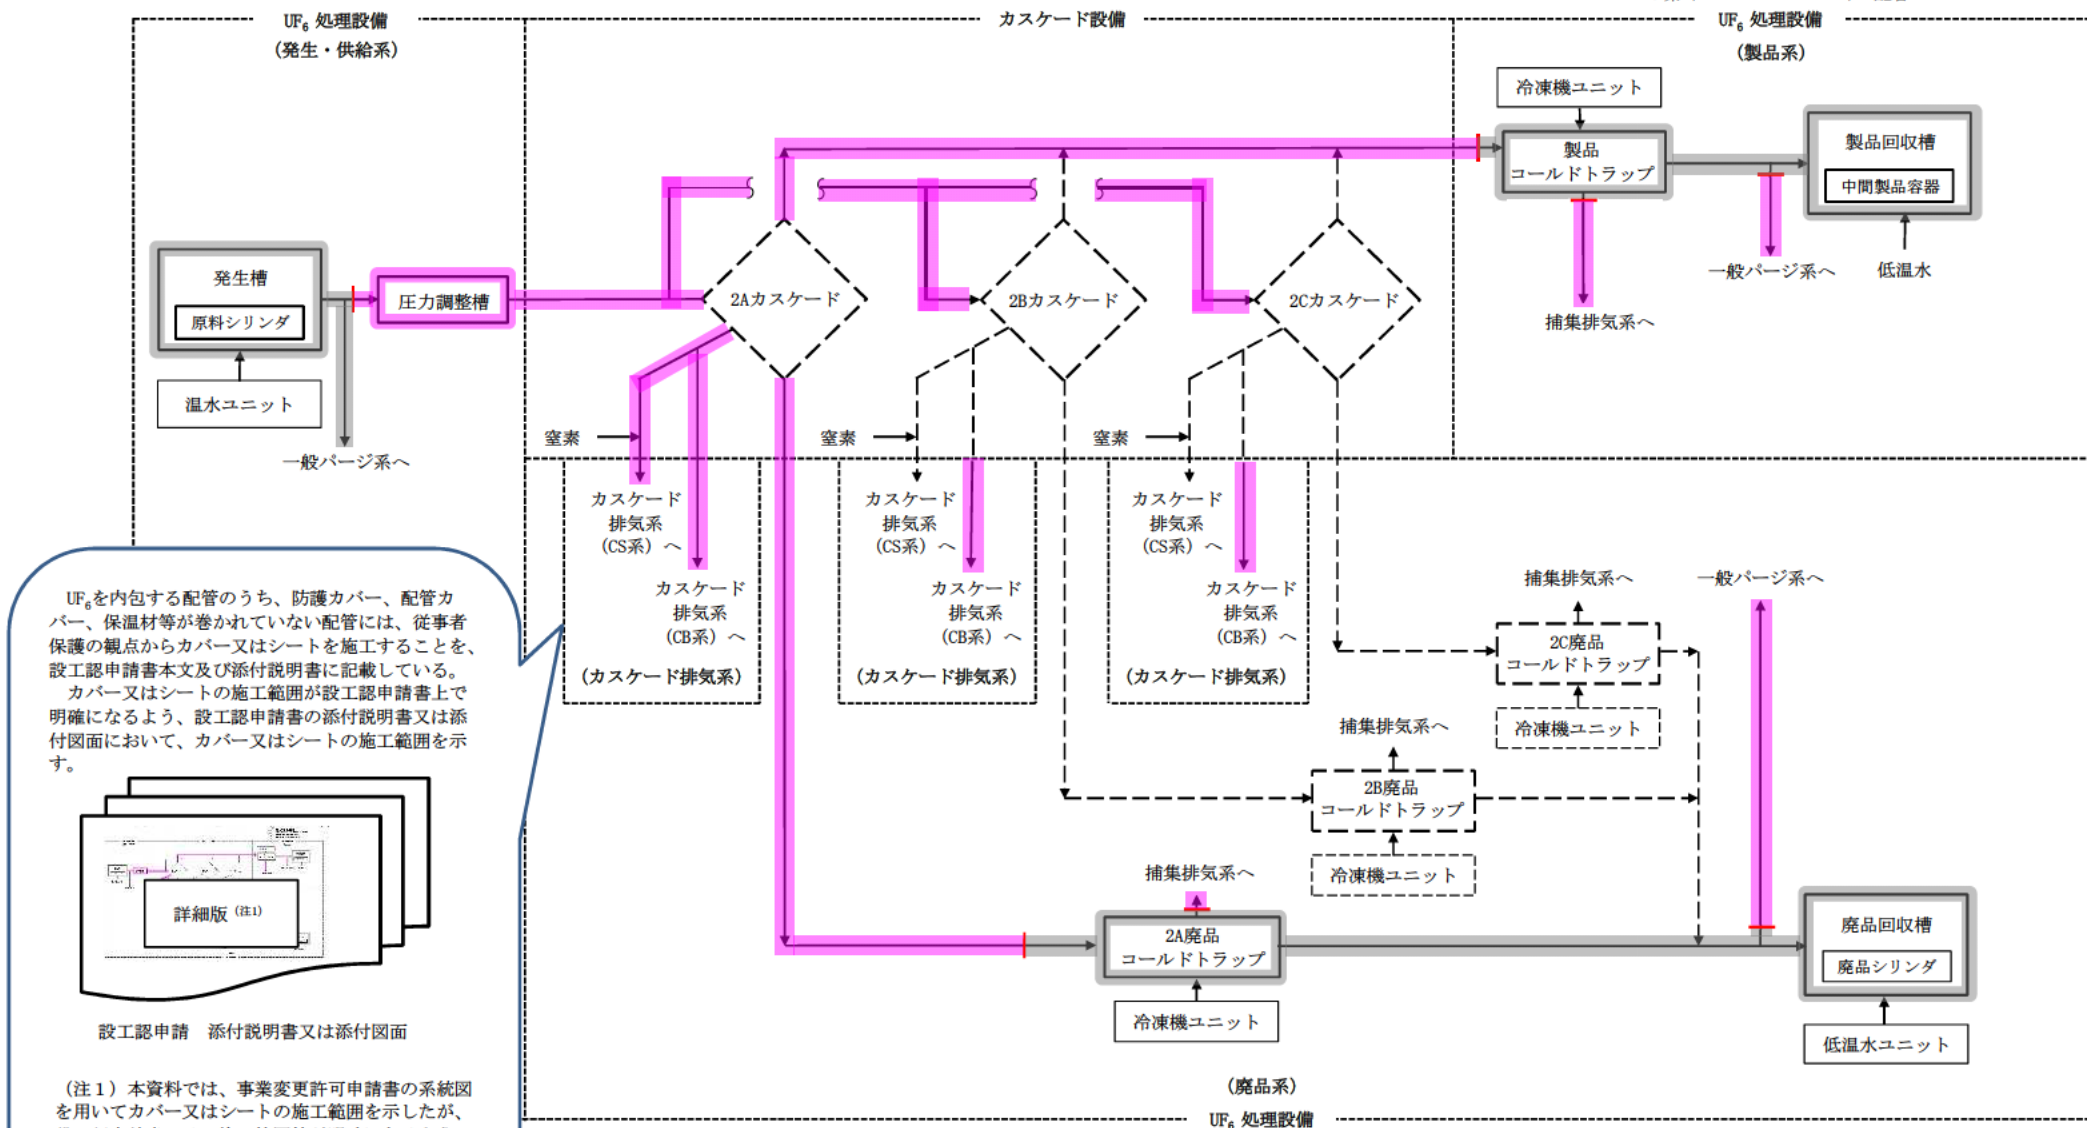 UF₆ 処理設備
(発生・供給系)
カスケード設備
UF₆ 処理設備
(製品系)
冷凍機ユニット
製品
コールドトラップ
製品回収槽
中間製品容器
一般パージ系へ
低温水
捕集排気系へ
発生槽
原料シリンダ
圧力調整槽
2Aカスケード
2Bカスケード
2Cカスケード
温水ユニット
一般パージ系へ
窒素
窒素
窒素
カスケード
排気系
(CS系) へ
カスケード
排気系
(CB系) へ
(カスケード排気系)
カスケード
排気系
(CS系) へ
カスケード
排気系
(CB系) へ
(カスケード排気系)
カスケード
排気系
(CS系) へ
カスケード
排気系
(CB系) へ
(カスケード排気系)
捕集排気系へ
一般パージ系へ
2C廃品
コールドトラップ
冷凍機ユニット
捕集排気系へ
2B廃品
コールドトラップ
冷凍機ユニット
捕集排気系へ
2A廃品
コールドトラップ
冷凍機ユニット
廃品回収槽
廃品シリンダ
低温水ユニット
(廃品系)
UF₆ 処理設備
UF₆を内包する配管のうち、防護カバー、配管カ
バー、保温材等が巻かれていない配管には、従事者
保護の観点からカバー又はシートを施工することを、
設工認申請書本文及び添付説明書に記載している。
カバー又はシートの施工範囲が設工認申請書上で
明確になるよう、設工認申請書の添付説明書又は添
付図面において、カバー又はシートの施工範囲を示
す。
詳細版 (注1)
設工認申請　添付説明書又は添付図面
(注１) 本資料では、事業変更許可申請書の系統図
を用いてカバー又はシートの施工範囲を示したが、